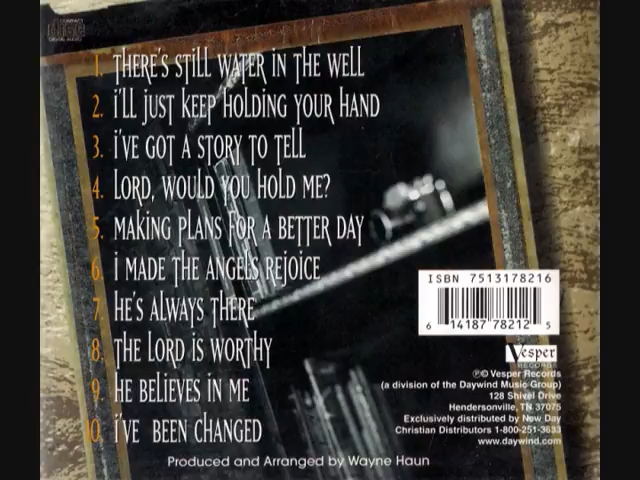 COMPACT
disc
DIGITAL AUDIO
1. THERE'S STILL WATER IN THE WELL
2. I'LL JUST KEEP HOLDING YOUR HAND
3. I'VE GOT A STORY TO TELL
4. LORD, WOULD YOU HOLD ME?
5. MAKING PLANS FOR A BETTER DAY
6. I MADE THE ANGELS REJOICE
7. HE'S ALWAYS THERE
8. THE LORD IS WORTHY
9. HE BELIEVES IN ME
10. I'VE BEEN CHANGED
Produced and Arranged by Wayne Haun
ISBN 7513178216
6 14187 78212 5
Vesper
RECORDS
℗© Vesper Records
(a division of the Daywind Music Group)
128 Shivel Drive
Hendersonville, TN 37075
Exclusively distributed by New Day
Christian Distributors 1-800-251-3633
www.daywind.com